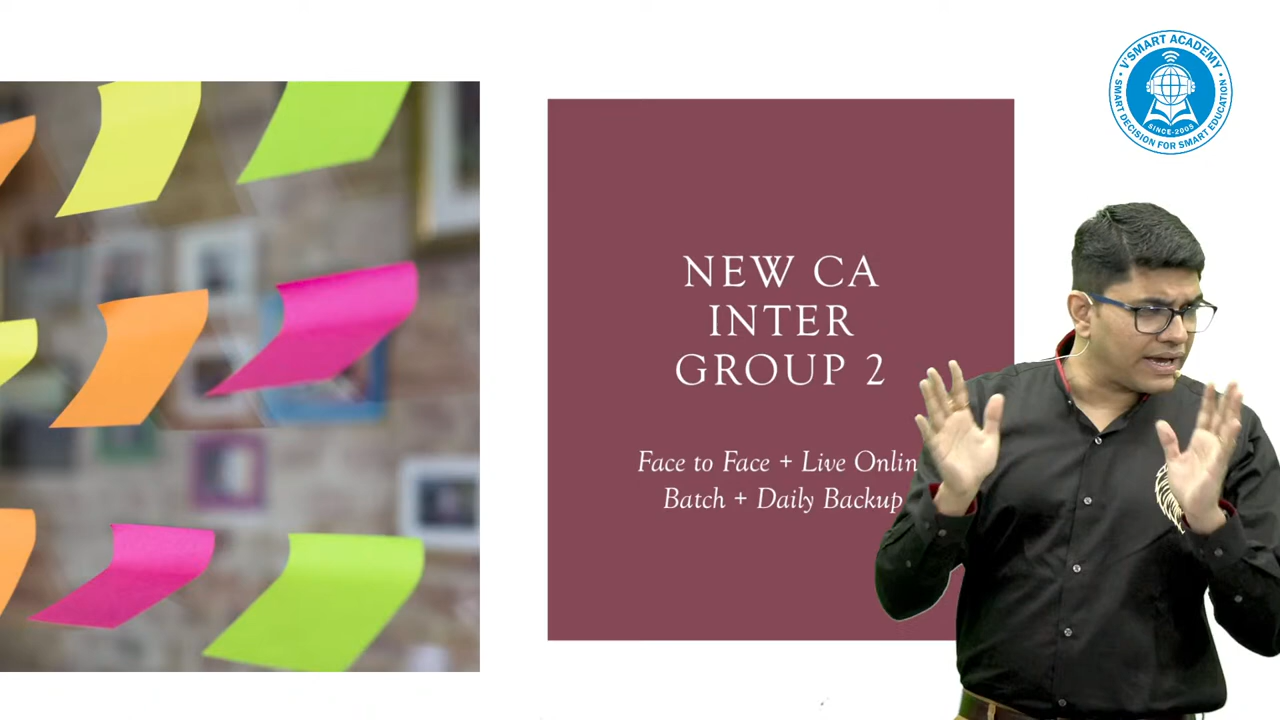 V'SMART ACADEMY
SMART DECISION FOR SMART EDUCATION
SINCE-2005
NEW CA
INTER
GROUP 2
Face to Face + Live Onlin
Batch + Daily Backup